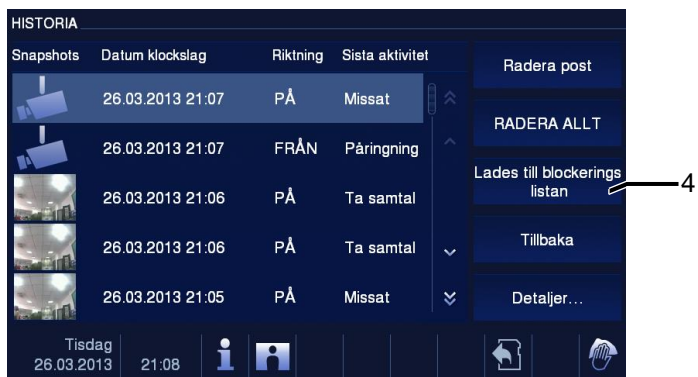 HISTORIA
Snapshots Datum klockslag Riktning Sista aktivitet
26.03.2013 21:07 PÅ Missat
26.03.2013 21:07 FRÅN Påringning
26.03.2013 21:06 PÅ Ta samtal
26.03.2013 21:06 PÅ Ta samtal
26.03.2013 21:05 PÅ Missat
Radera post
RADERA ALLT
Lades till blockerings
listan
4
Tillbaka
Detaljer...
Tisdag
26.03.2013 21:08